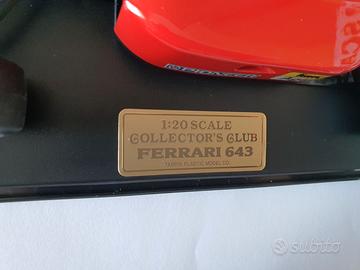 PIONEER
1:20 SCALE
COLLECTOR'S CLUB
FERRARI 643
TAMIYA PLASTIC MODEL CO.
subito